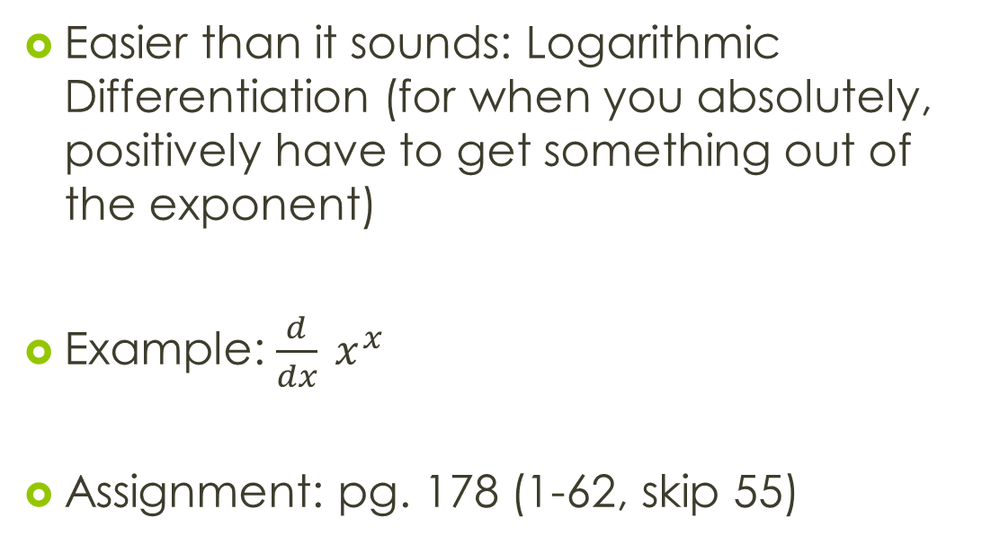 Easier than it sounds: Logarithmic
Differentiation (for when you absolutely,
positively have to get something out of
the exponent)
Example: d/dx x^x
Assignment: pg. 178 (1-62, skip 55)